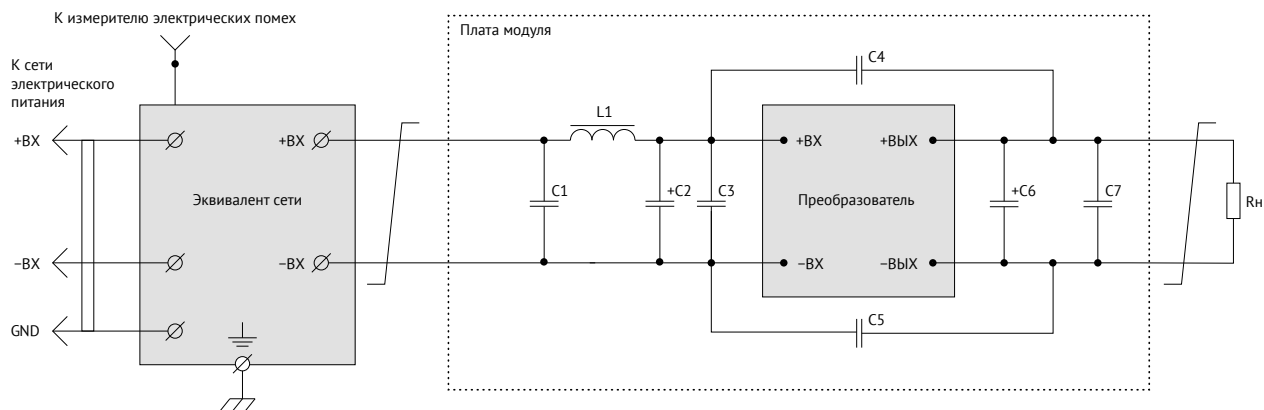 К измерителю электрических помех
Плата модуля
К сети
электрического
питания
C4
L1
+ВХ
+ВХ
+ВХ
+ВЫХ
C1
+C2
C3
+C6
C7
Эквивалент сети
Преобразователь
Rн
−ВХ
−ВХ
−ВХ
−ВЫХ
C5
GND